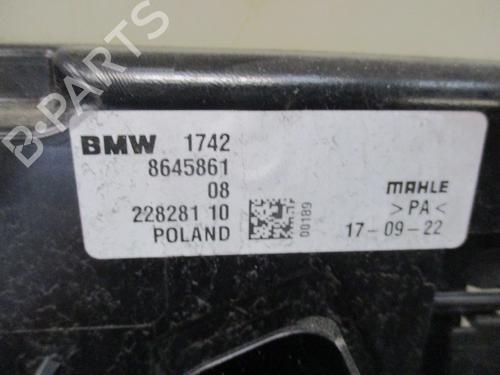 B-PARTS
BMW 1742
8645861
08
228281 10
POLAND
00189
MAHLE
>PA<
17-09-22